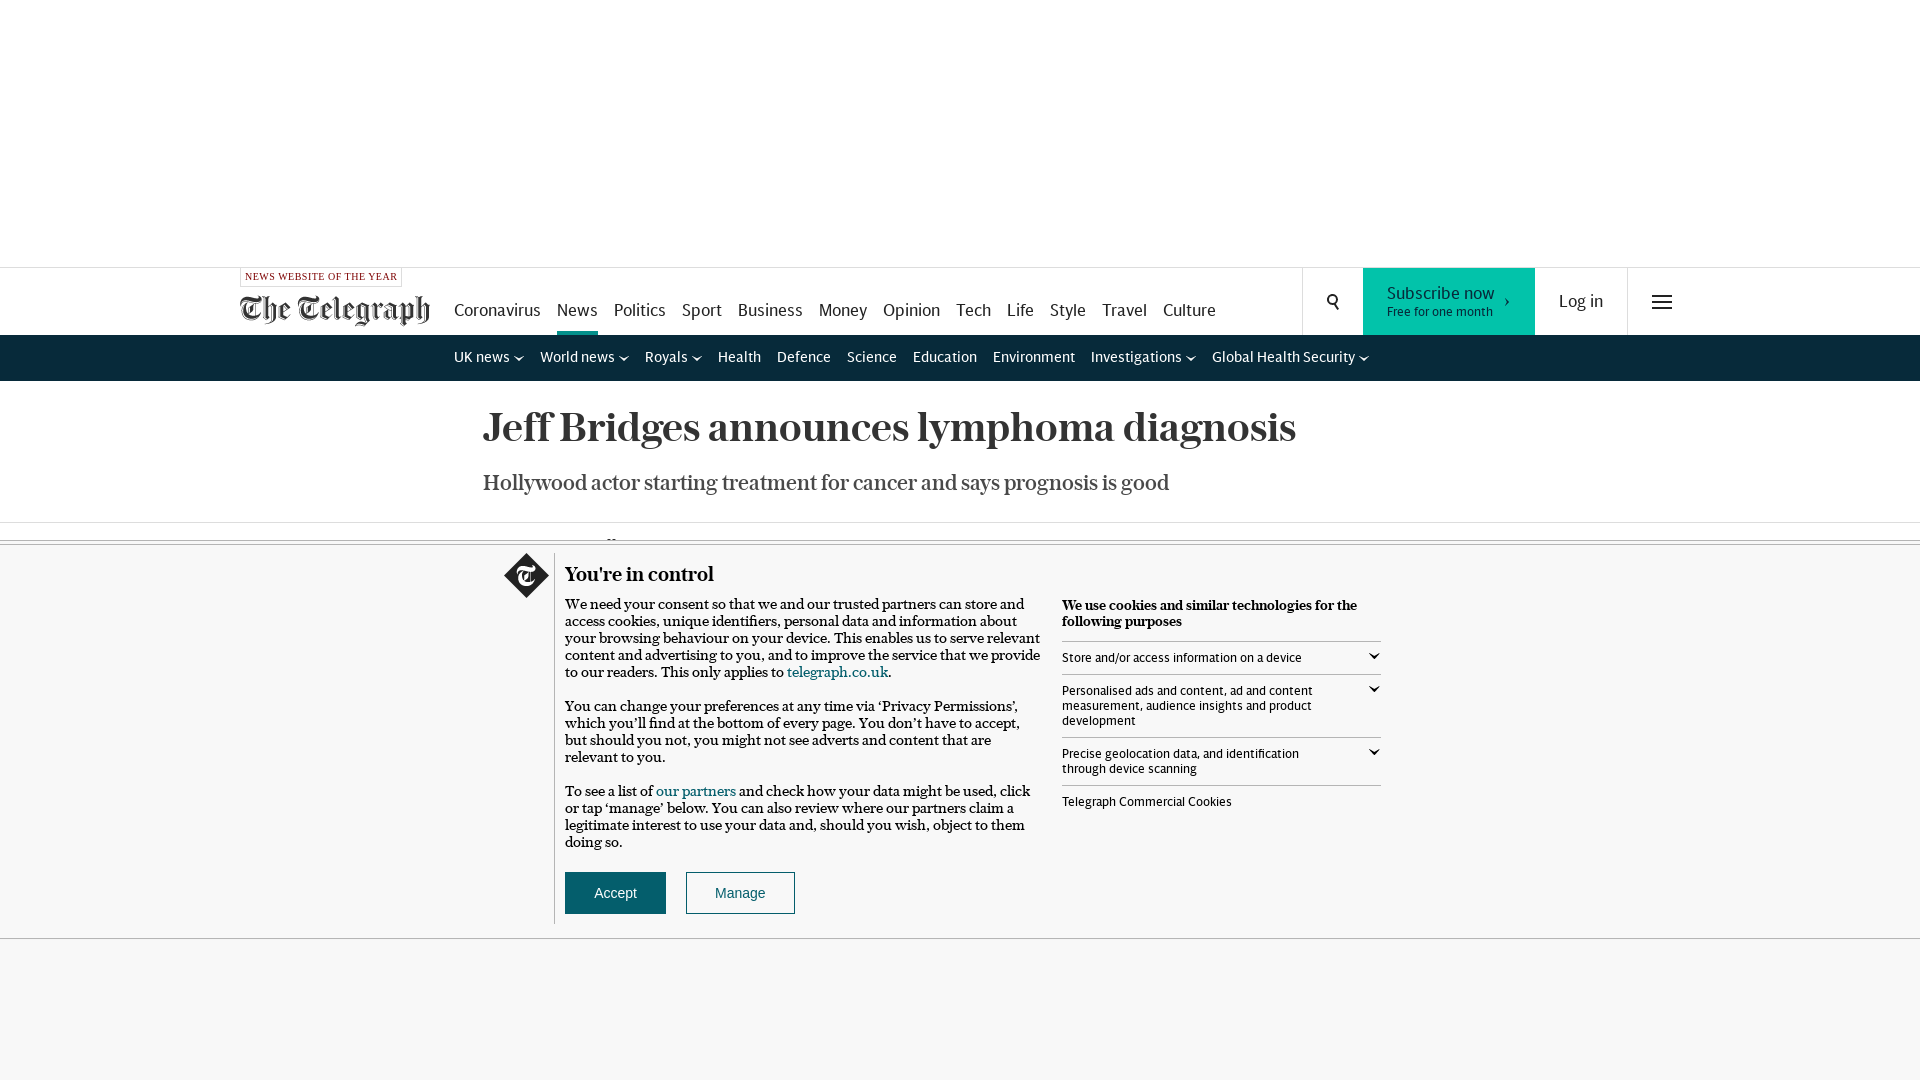 NEWS WEBSITE OF THE YEAR
The Telegraph
Coronavirus News Politics Sport Business Money Opinion Tech Life Style Travel Culture
Subscribe now
Free for one month
Log in
UK news World news Royals Health Defence Science Education Environment Investigations Global Health Security
Jeff Bridges announces lymphoma diagnosis
Hollywood actor starting treatment for cancer and says prognosis is good
You're in control
We need your consent so that we and our trusted partners can store and
access cookies, unique identifiers, personal data and information about
your browsing behaviour on your device. This enables us to serve relevant
content and advertising to you, and to improve the service that we provide
to our readers. This only applies to telegraph.co.uk.
You can change your preferences at any time via ‘Privacy Permissions’,
which you’ll find at the bottom of every page. You don’t have to accept,
but should you not, you might not see adverts and content that are
relevant to you.
To see a list of our partners and check how your data might be used, click
or tap ‘manage’ below. You can also review where our partners claim a
legitimate interest to use your data and, should you wish, object to them
doing so.
Accept
Manage
We use cookies and similar technologies for the
following purposes
Store and/or access information on a device
Personalised ads and content, ad and content
measurement, audience insights and product
development
Precise geolocation data, and identification
through device scanning
Telegraph Commercial Cookies